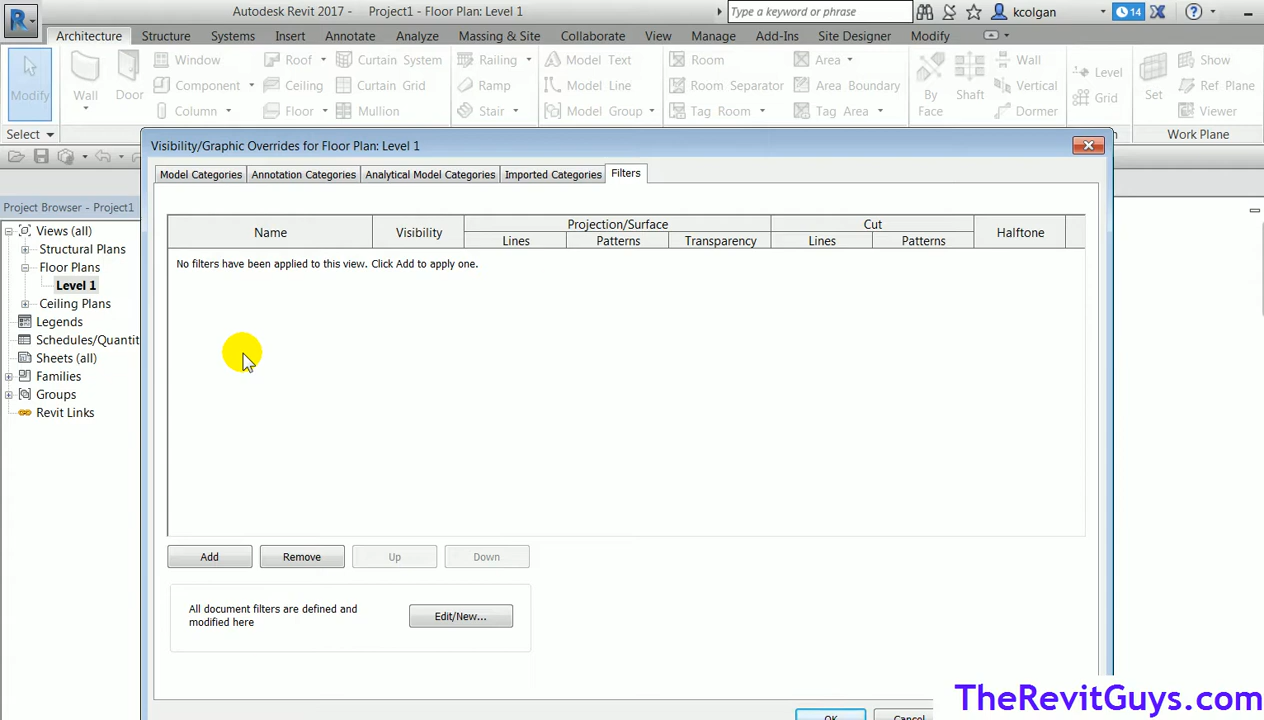 Autodesk Revit 2017 - Project1 - Floor Plan: Level 1
Type a keyword or phrase
kcolgan
14
Architecture Structure Systems Insert Annotate Analyze Massing & Site Collaborate View Manage Add-Ins Site Designer Modify
Modify
Wall
Door
Window
Component
Column
Roof
Ceiling
Floor
Curtain System
Curtain Grid
Mullion
Railing
Ramp
Stair
Model Text
Model Line
Model Group
Room
Room Separator
Tag Room
Area
Area Boundary
Tag Area
By
Face
Shaft
Wall
Vertical
Dormer
Level
Grid
Set
Show
Ref Plane
Viewer
Select
Work Plane
Visibility/Graphic Overrides for Floor Plan: Level 1
Model Categories Annotation Categories Analytical Model Categories Imported Categories Filters
Project Browser - Project1
Views (all)
Structural Plans
Floor Plans
Level 1
Ceiling Plans
Legends
Schedules/Quantit
Sheets (all)
Families
Groups
Revit Links
Name Visibility Projection/Surface Cut Halftone
Lines Patterns Transparency Lines Patterns
No filters have been applied to this view. Click Add to apply one.
Add Remove Up Down
All document filters are defined and
modified here
Edit/New...
OK Cancel
TheRevitGuys.com